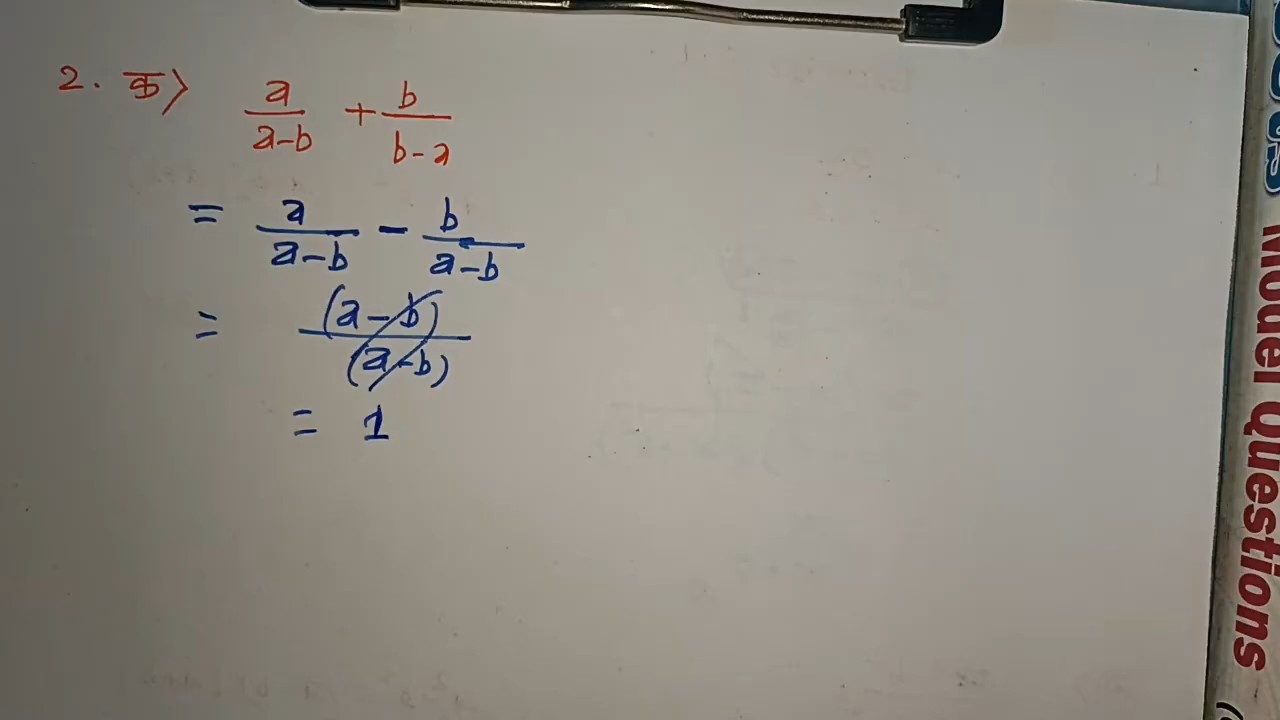 2. क) a/(a-b) + b/(b-a)
= a/(a-b) - b/(a-b)
= (a-b)/(a-b)
= 1
Model Questions